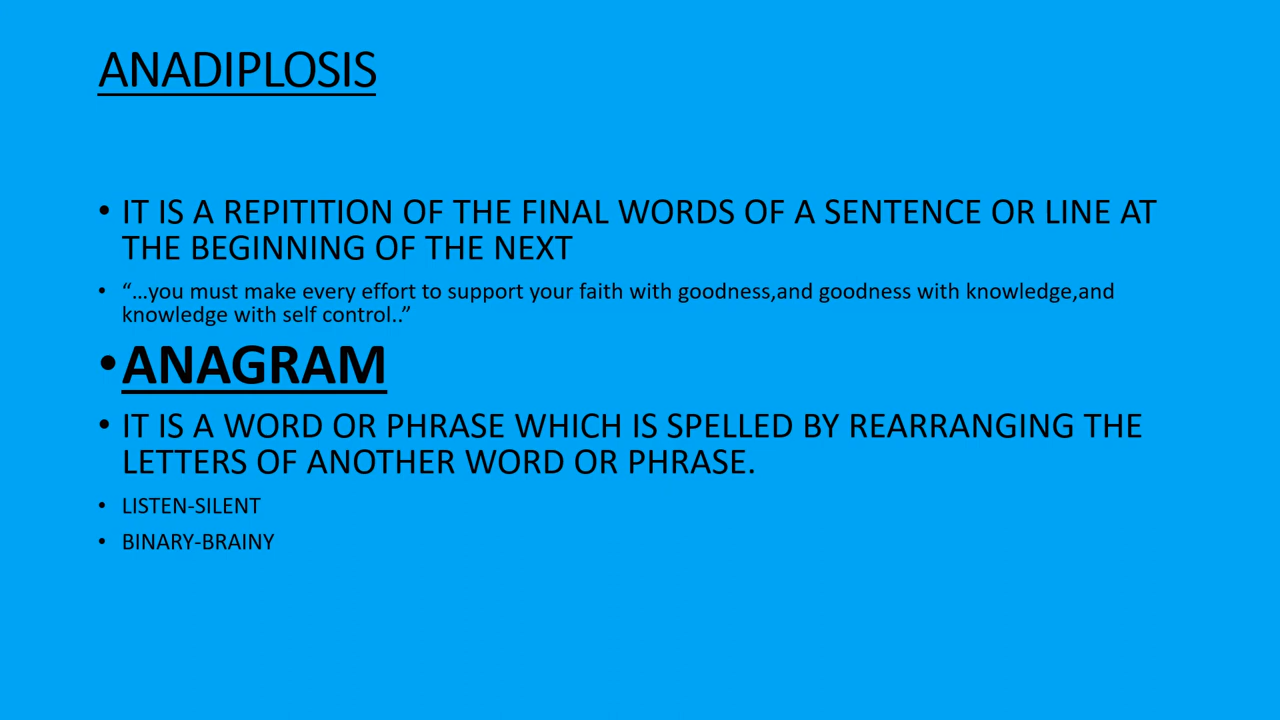 ANADIPLOSIS
• IT IS A REPITITION OF THE FINAL WORDS OF A SENTENCE OR LINE AT
THE BEGINNING OF THE NEXT
• “…you must make every effort to support your faith with goodness,and goodness with knowledge,and
knowledge with self control..”
•ANAGRAM
• IT IS A WORD OR PHRASE WHICH IS SPELLED BY REARRANGING THE
LETTERS OF ANOTHER WORD OR PHRASE.
• LISTEN-SILENT
• BINARY-BRAINY